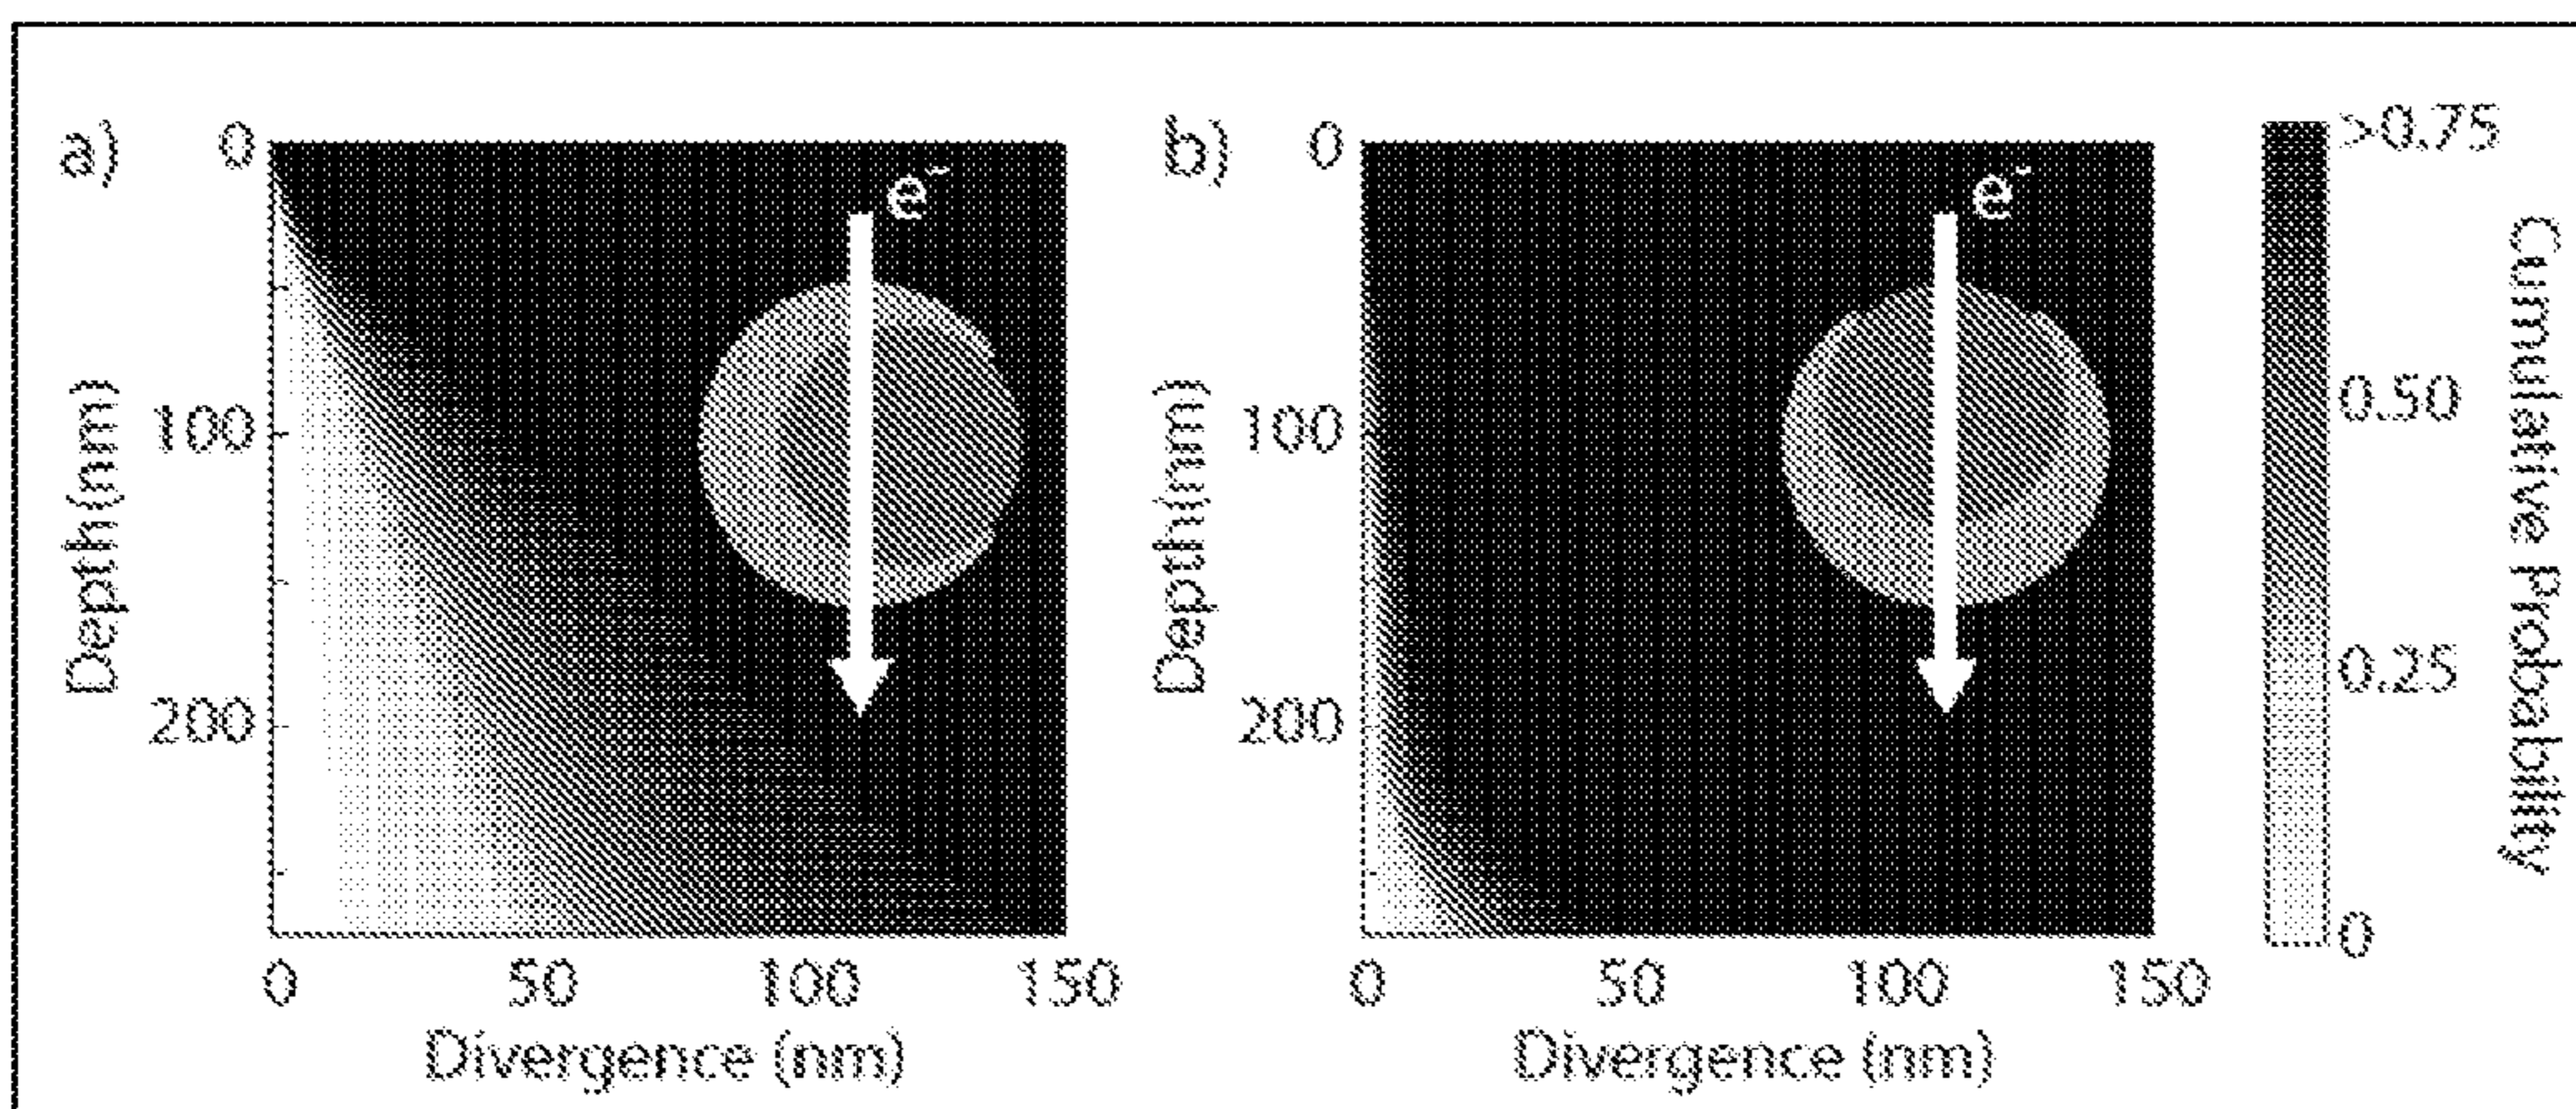 a)
0
100
200
Depth(nm)
e⁻
0 50 100 150
Divergence (nm)
b)
0
100
200
Depth(nm)
e⁻
0 50 100 150
Divergence (nm)
>0.75
0.50
0.25
0
Cumulative Probability